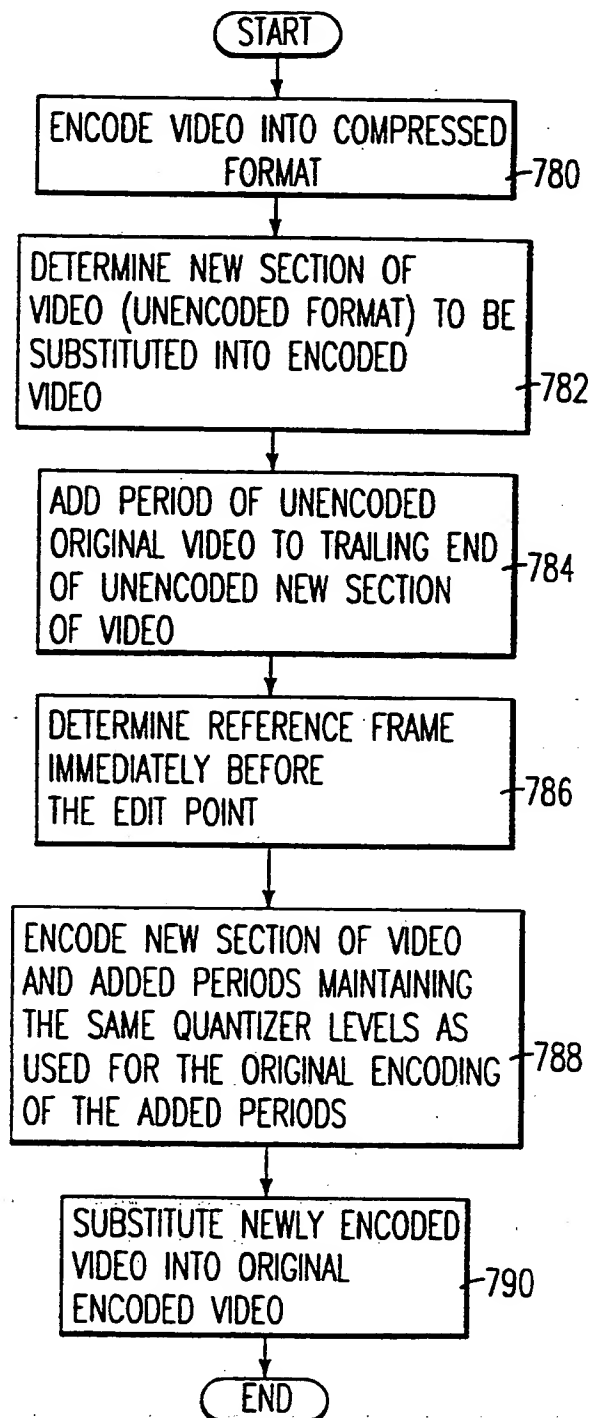 START
ENCODE VIDEO INTO COMPRESSED
FORMAT
780
DETERMINE NEW SECTION OF
VIDEO (UNENCODED FORMAT) TO BE
SUBSTITUTED INTO ENCODED
VIDEO
782
ADD PERIOD OF UNENCODED
ORIGINAL VIDEO TO TRAILING END
OF UNENCODED NEW SECTION
OF VIDEO
784
DETERMINE REFERENCE FRAME
IMMEDIATELY BEFORE
THE EDIT POINT
786
ENCODE NEW SECTION OF VIDEO
AND ADDED PERIODS MAINTAINING
THE SAME QUANTIZER LEVELS AS
USED FOR THE ORIGINAL ENCODING
OF THE ADDED PERIODS
788
SUBSTITUTE NEWLY ENCODED
VIDEO INTO ORIGINAL
ENCODED VIDEO
790
END